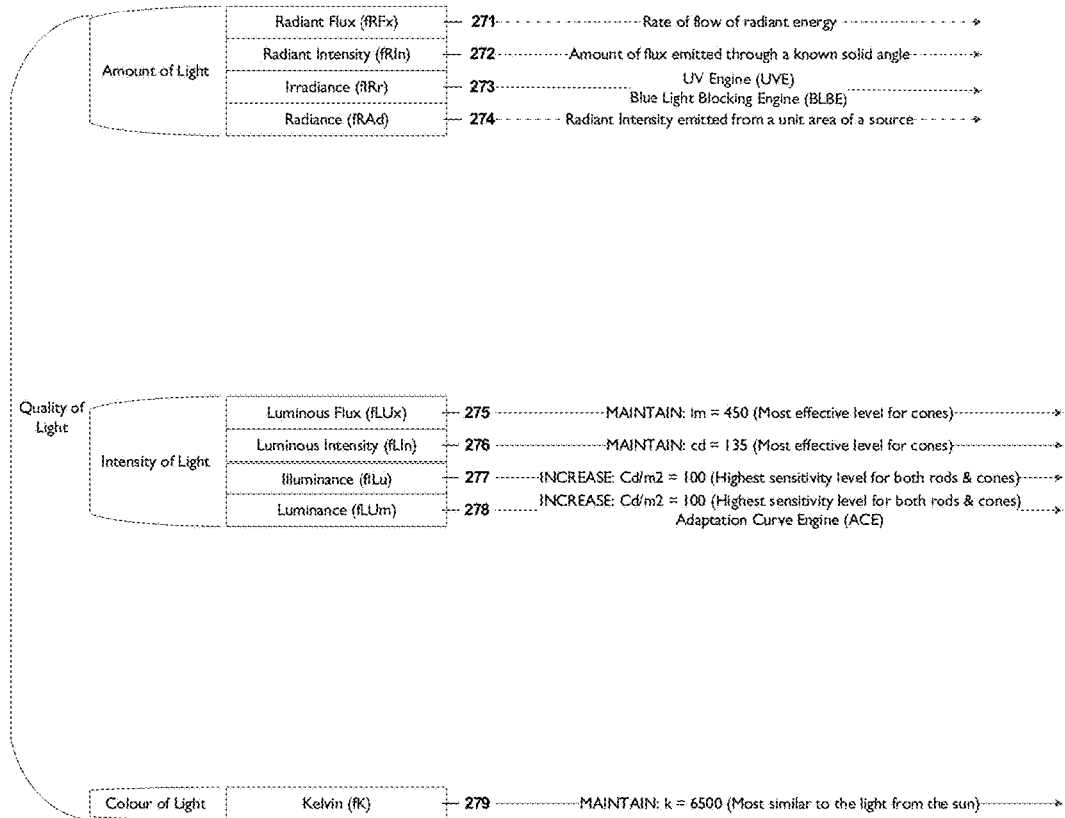 Radiant Flux (fRFx) 271 Rate of flow of radiant energy
Radiant Intensity (fRIn) 272 Amount of flux emitted through a known solid angle
Amount of Light
Irradiance (fIRr) 273 UV Engine (UVE)
Blue Light Blocking Engine (BLBE)
Radiance (fRAd) 274 Radiant Intensity emitted from a unit area of a source
Quality of
Light
Luminous Flux (fLUx) 275 MAINTAIN: lm = 450 (Most effective level for cones)
Luminous Intensity (fLIn) 276 MAINTAIN: cd = 135 (Most effective level for cones)
Intensity of Light
Illuminance (fILu) 277 INCREASE: Cd/m2 = 100 (Highest sensitivity level for both rods & cones)
Luminance (fLUm) 278 INCREASE: Cd/m2 = 100 (Highest sensitivity level for both rods & cones)
Adaptation Curve Engine (ACE)
Colour of Light Kelvin (fK) 279 MAINTAIN: k = 6500 (Most similar to the light from the sun)